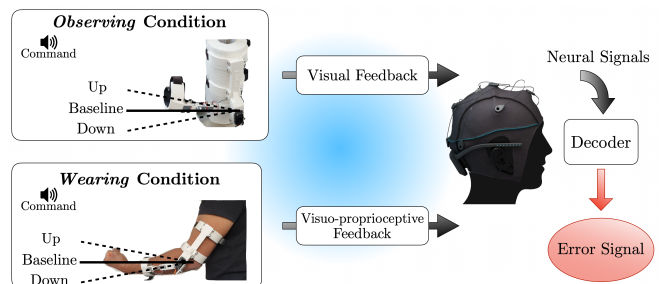 Observing Condition
Command
Up
Baseline
Down
Visual Feedback
Neural Signals
Decoder
Error Signal
Wearing Condition
Command
Up
Baseline
Down
Visuo-proprioceptive
Feedback